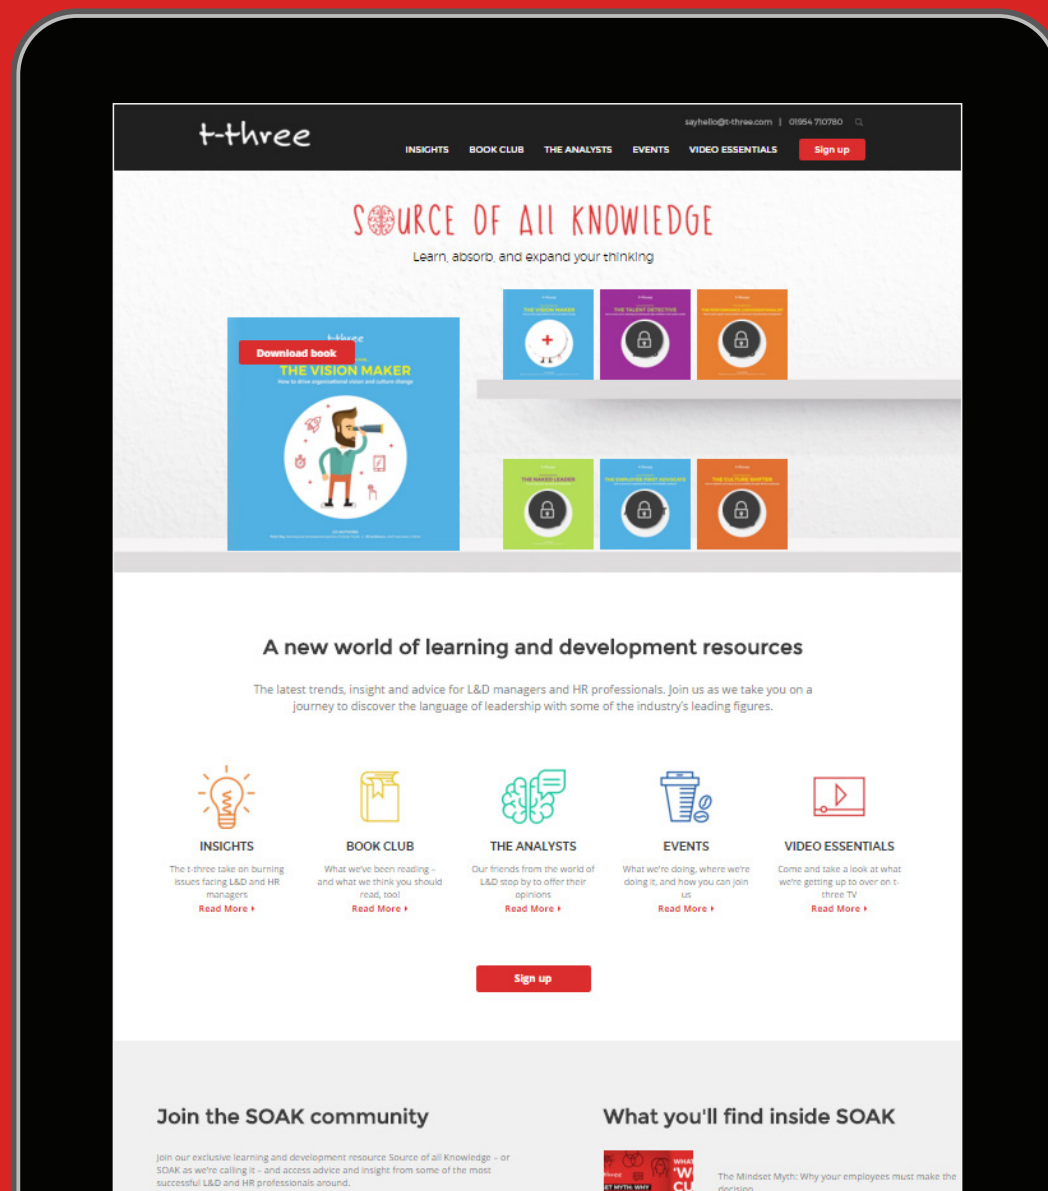 t-three
sayhello@t-three.com | 01954 710780
INSIGHTS BOOK CLUB THE ANALYSTS EVENTS VIDEO ESSENTIALS Sign up
SOURCE OF All KNOWlEDGE
Learn, absorb, and expand your thinking
t-three
Download book
THE VISION MAKER
How to drive organisational vision and culture change
THE VISION MAKER
THE TALENT DETECTIVE
THE PERFORMANCE CONVERSATIONALIST
THE NAKED LEADER
THE EMPLOYEE FIRST ADVOCATE
THE CULTURE SHIFTER
A new world of learning and development resources
The latest trends, insight and advice for L&D managers and HR professionals. Join us as we take you on a
journey to discover the language of leadership with some of the industry's leading figures.
INSIGHTS
The t-three take on burning
issues facing L&D and HR
managers
Read More
BOOK CLUB
What we've been reading –
and what we think you should
read, too!
Read More
THE ANALYSTS
Our friends from the world of
L&D stop by to offer their
opinions
Read More
EVENTS
What we're doing, where we're
doing it, and how you can join
us
Read More
VIDEO ESSENTIALS
Come and take a look at what
we're getting up to over on t-
three TV
Read More
Sign up
Join the SOAK community
Join our exclusive learning and development resource Source of all Knowledge – or
SOAK as we're calling it – and access advice and insight from some of the most
successful L&D and HR professionals around.
What you'll find inside SOAK
The Mindset Myth: Why your employees must make the
decision